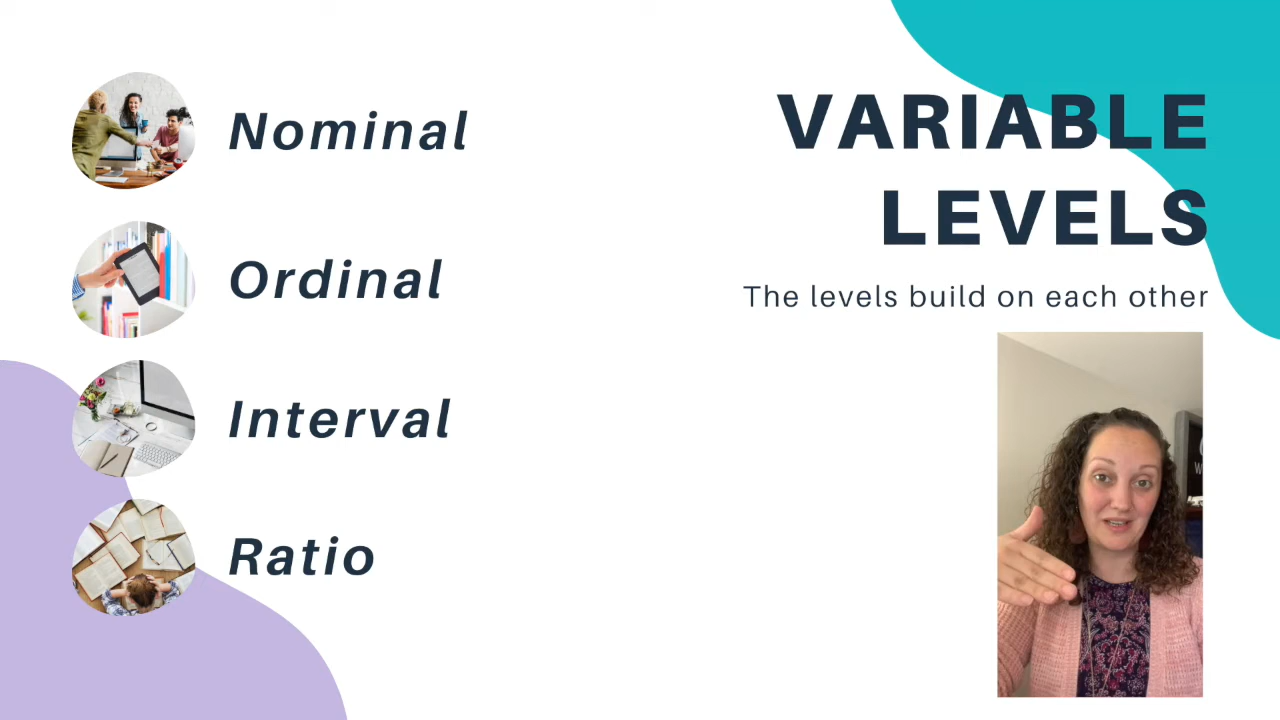 VARIABLE
LEVELS
The levels build on each other
Nominal
Ordinal
Interval
Ratio